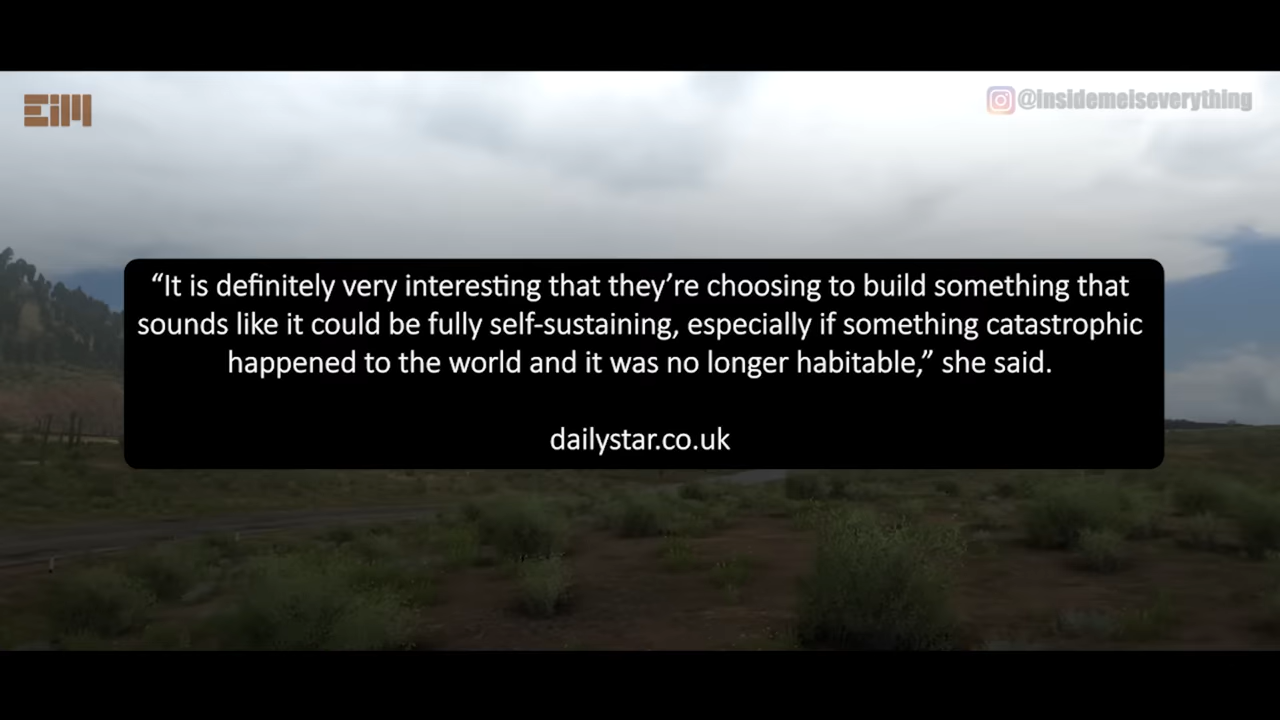 EiM
@insidemeiseverything
“It is definitely very interesting that they’re choosing to build something that
sounds like it could be fully self-sustaining, especially if something catastrophic
happened to the world and it was no longer habitable,” she said.
dailystar.co.uk